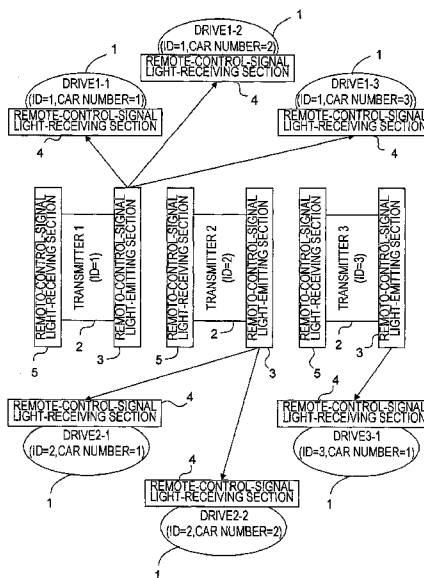 1
DRIVE1-2
(ID=1,CAR NUMBER=2)
REMOTE-CONTROL-SIGNAL
LIGHT-RECEIVING SECTION
4
1
DRIVE1-1
(ID=1,CAR NUMBER=1)
REMOTE-CONTROL-SIGNAL
LIGHT-RECEIVING SECTION
4
1
DRIVE1-3
(ID=1,CAR NUMBER=3)
REMOTE-CONTROL-SIGNAL
LIGHT-RECEIVING SECTION
4
REMOTO-CONTROL-SIGNAL
LIGHT-RECEIVING SECTION
5
TRANSMITTER 1
(ID=1)
2
REMOTO-CONTROL-SIGNAL
LIGHT-EMITTING SECTION
3
REMOTO-CONTROL-SIGNAL
LIGHT-RECEIVING SECTION
5
TRANSMITTER 2
(ID=2)
2
REMOTO-CONTROL-SIGNAL
LIGHT-EMITTING SECTION
3
REMOTO-CONTROL-SIGNAL
LIGHT-RECEIVING SECTION
5
TRANSMITTER 3
(ID=3)
2
REMOTO-CONTROL-SIGNAL
LIGHT-EMITTING SECTION
3
4
REMOTE-CONTROL-SIGNAL
LIGHT-RECEIVING SECTION
DRIVE2-1
(ID=2,CAR NUMBER=1)
1
4
REMOTE-CONTROL-SIGNAL
LIGHT-RECEIVING SECTION
DRIVE2-2
(ID=2,CAR NUMBER=2)
1
4
REMOTE-CONTROL-SIGNAL
LIGHT-RECEIVING SECTION
DRIVE3-1
(ID=3,CAR NUMBER=1)
1